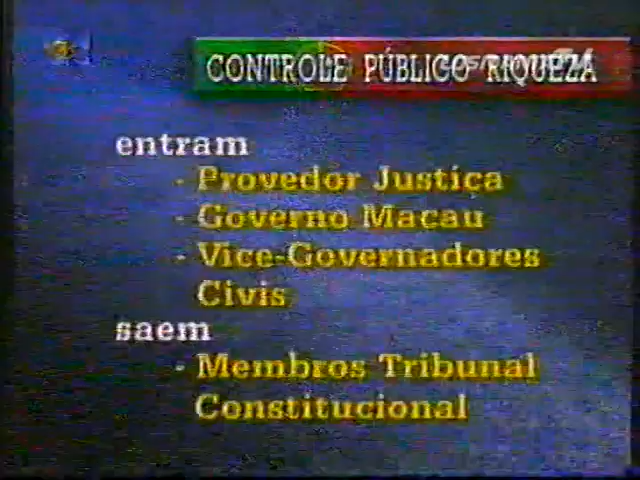 CONTROLE PÚBLICO RIQUEZA
entram
- Provedor Justiça
- Governo Macau
- Vice-Governadores
Civis
saem
- Membros Tribunal
Constitucional